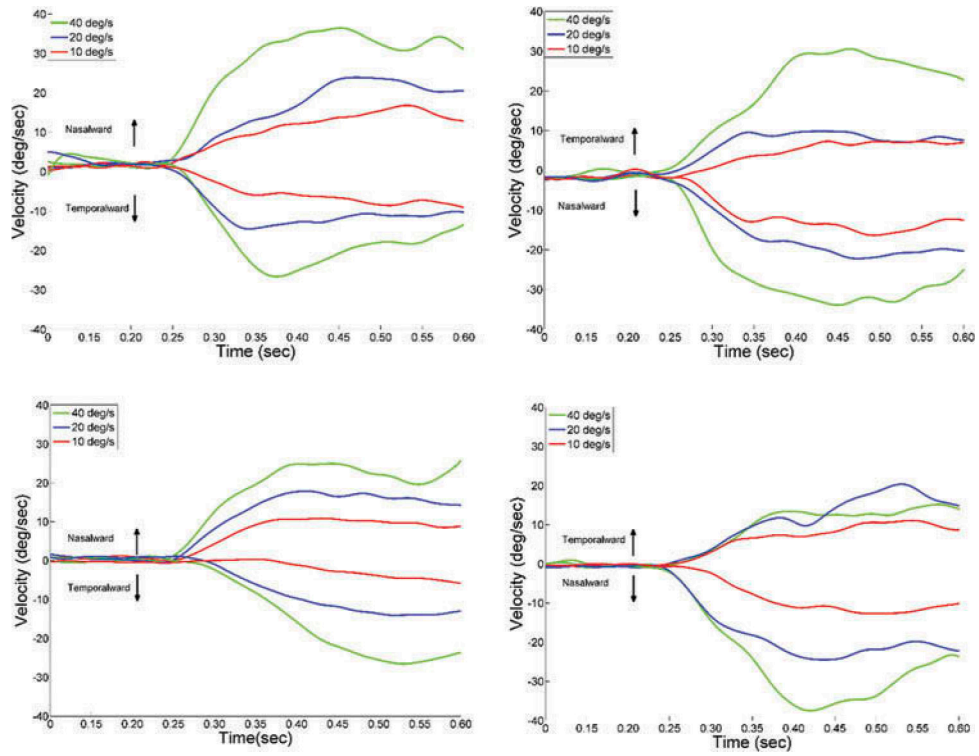 40
40 deg/s
20 deg/s
10 deg/s
30
20
10
0
-10
-20
-30
-40
Nasalward
Temporalward
Velocity (deg/sec)
0 0.15 0.20 0.25 0.30 0.35 0.40 0.45 0.50 0.55 0.60
Time (sec)
40
40 deg/s
20 deg/s
10 deg/s
30
20
10
0
-10
-20
-30
-40
Temporalward
Nasalward
Velocity (deg/sec)
0 0.15 0.20 0.25 0.30 0.35 0.40 0.45 0.50 0.55 0.60
Time (sec)
40
40 deg/s
20 deg/s
10 deg/s
30
20
10
0
-10
-20
-30
-40
Nasalward
Temporalward
Velocity (deg/sec)
0 0.15 0.20 0.25 0.30 0.35 0.40 0.45 0.50 0.55 0.60
Time(sec)
40
40 deg/s
20 deg/s
10 deg/s
30
20
10
0
-10
-20
-30
-40
Temporalward
Nasalward
Velocity (deg/sec)
0 0.15 0.20 0.25 0.30 0.35 0.42 0.45 0.50 0.55 0.60
Time (sec)